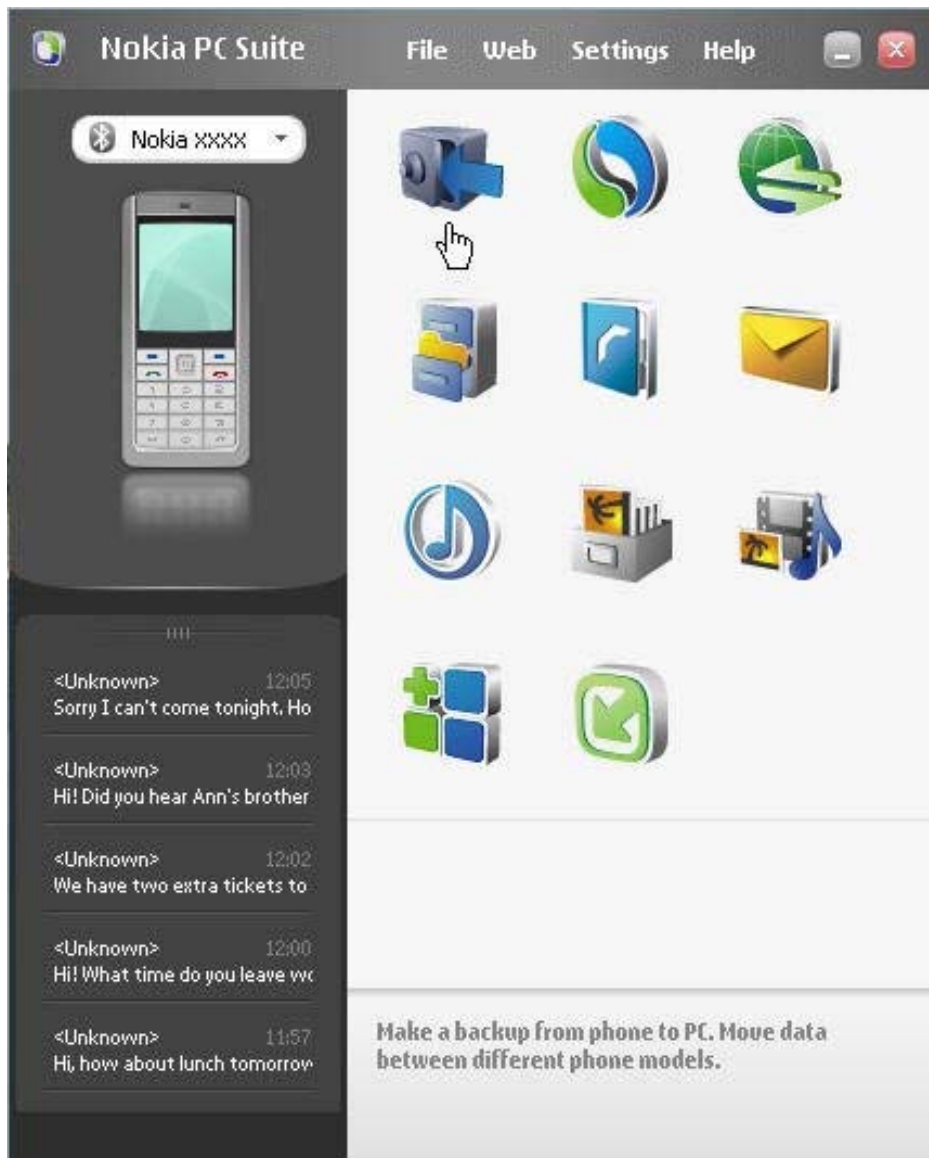 Nokia PC Suite File Web Settings Help
Nokia xxxx
<Unknown> 12:05
Sorry I can't come tonight. Ho
<Unknown> 12:03
Hi! Did you hear Ann's brother
<Unknown> 12:02
We have two extra tickets to
<Unknown> 12:00
Hi! What time do you leave wo
<Unknown> 11:57
Hi, how about lunch tomorrow
Make a backup from phone to PC. Move data
between different phone models.